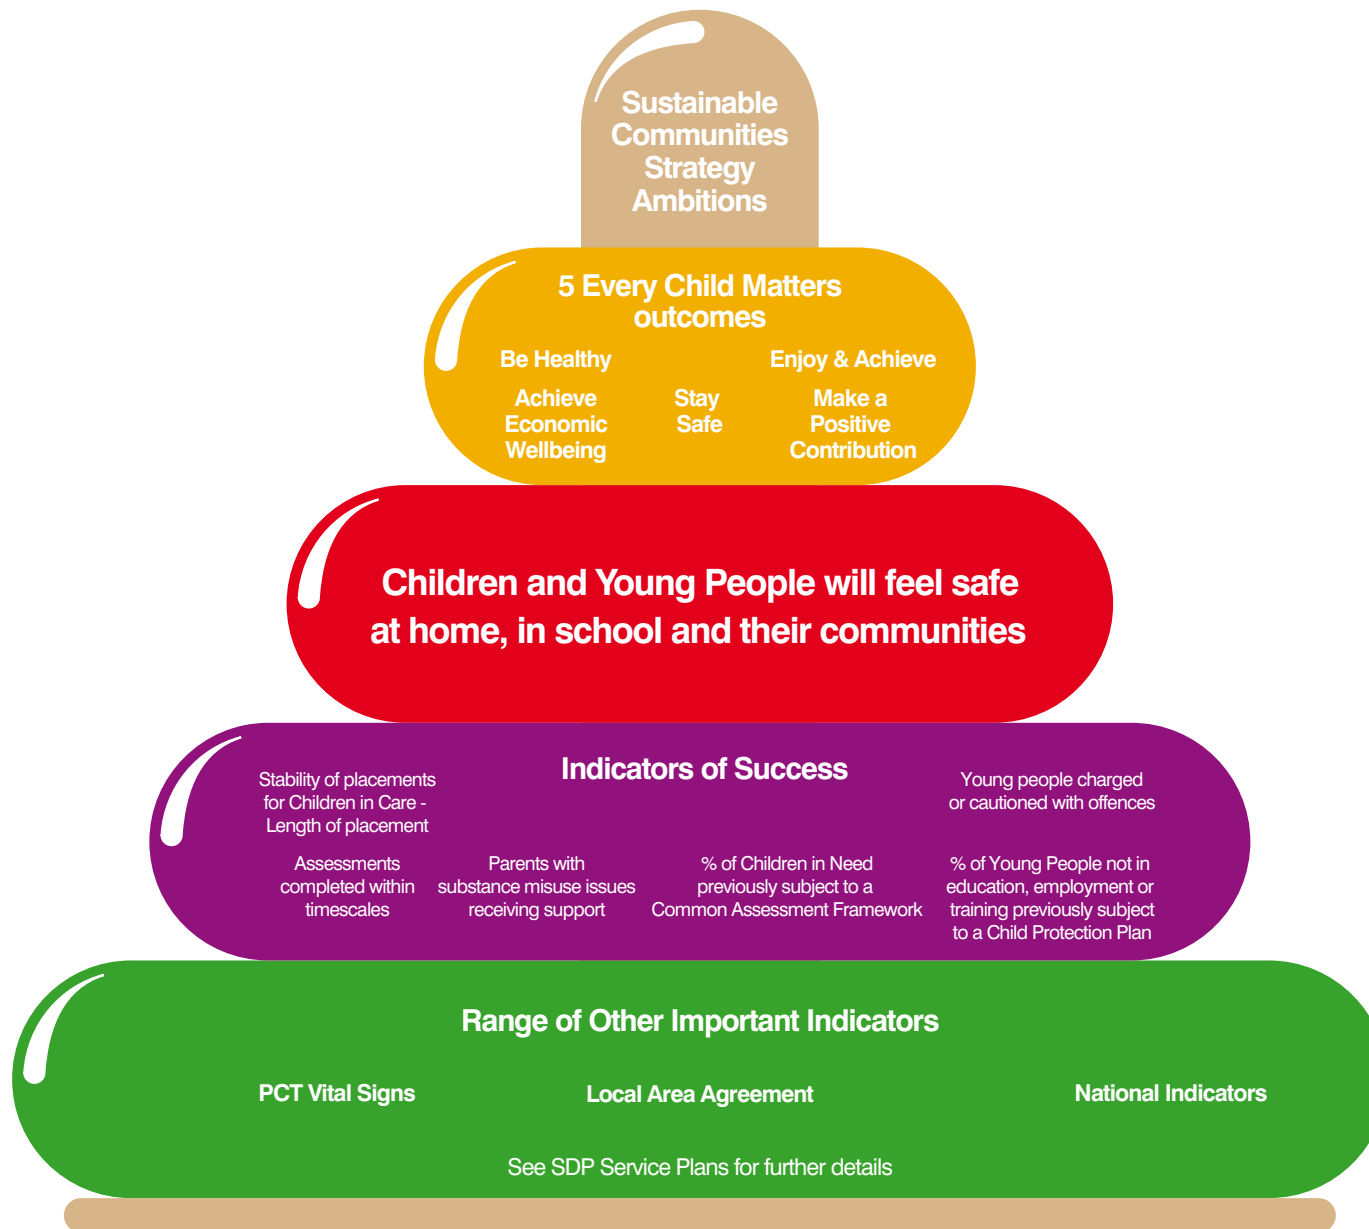 Sustainable
Communities
Strategy
Ambitions
5 Every Child Matters
outcomes
Be Healthy
Enjoy & Achieve
Achieve
Economic
Wellbeing
Stay
Safe
Make a
Positive
Contribution
Children and Young People will feel safe
at home, in school and their communities
Indicators of Success
Stability of placements
for Children in Care -
Length of placement
Young people charged
or cautioned with offences
Assessments
completed within
timescales
Parents with
substance misuse issues
receiving support
% of Children in Need
previously subject to a
Common Assessment Framework
% of Young People not in
education, employment or
training previously subject
to a Child Protection Plan
Range of Other Important Indicators
PCT Vital Signs
Local Area Agreement
National Indicators
See SDP Service Plans for further details